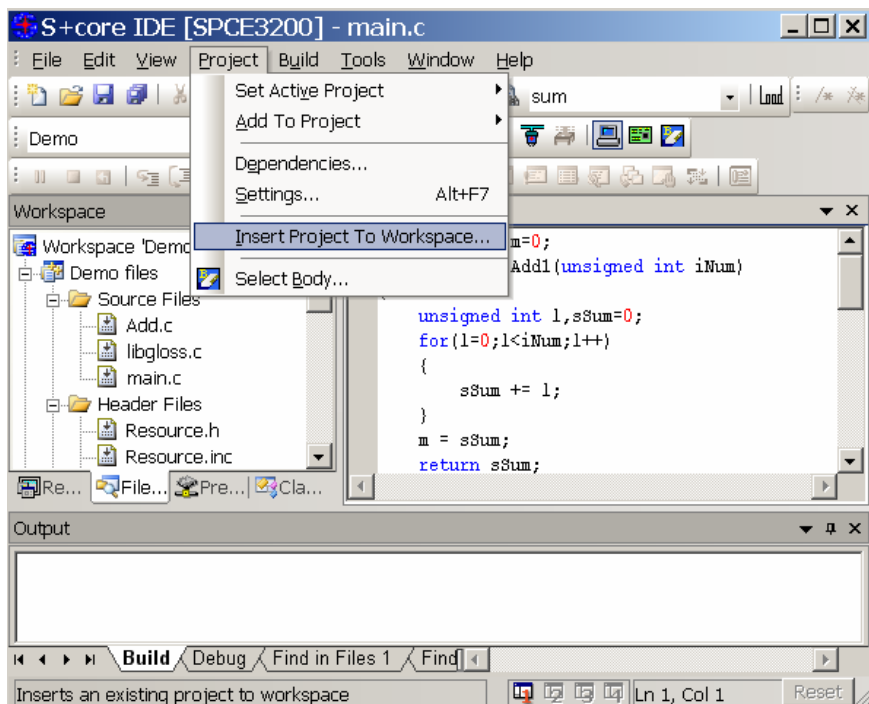 S+core IDE [SPCE3200] - main.c
File Edit View Project Build Tools Window Help
Set Active Project
sum
Load
Add To Project
Demo
Dependencies...
Settings... Alt+F7
Workspace
Insert Project To Workspace...
Select Body...
Workspace 'Demo
Demo files
Source Files
Add.c
libgloss.c
main.c
Header Files
Resource.h
Resource.inc
m=0;
Add1(unsigned int iNum)
unsigned int l,sSum=0;
for(l=0;l<iNum;l++)
{
sSum += l;
}
m = sSum;
return sSum;
Re... File... Pre... Cla...
Output
Build Debug Find in Files 1 Find
Inserts an existing project to workspace
Ln 1, Col 1
Reset